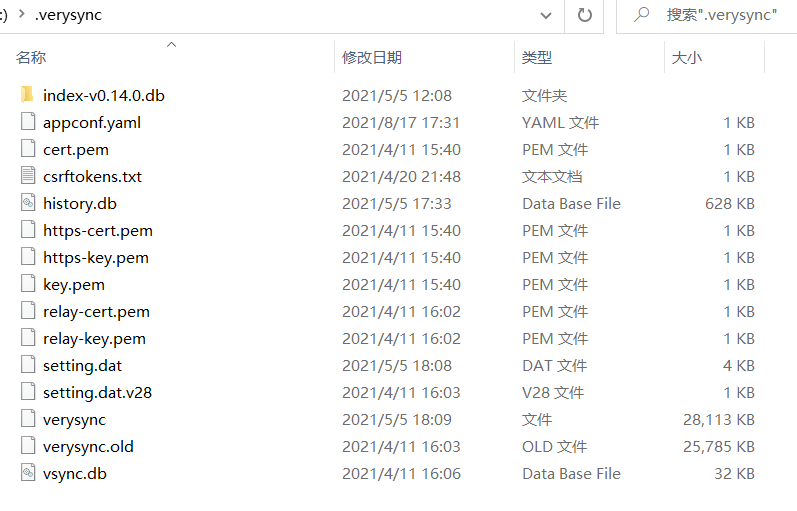 :) > .verysync 搜索".verysync"
名称 修改日期 类型 大小
index-v0.14.0.db 2021/5/5 12:08 文件夹
appconf.yaml 2021/8/17 17:31 YAML 文件 1 KB
cert.pem 2021/4/11 15:40 PEM 文件 1 KB
csrftokens.txt 2021/4/20 21:48 文本文档 1 KB
history.db 2021/5/5 17:33 Data Base File 628 KB
https-cert.pem 2021/4/11 15:40 PEM 文件 1 KB
https-key.pem 2021/4/11 15:40 PEM 文件 1 KB
key.pem 2021/4/11 15:40 PEM 文件 1 KB
relay-cert.pem 2021/4/11 16:02 PEM 文件 1 KB
relay-key.pem 2021/4/11 16:02 PEM 文件 1 KB
setting.dat 2021/5/5 18:08 DAT 文件 4 KB
setting.dat.v28 2021/4/11 16:03 V28 文件 1 KB
verysync 2021/5/5 18:09 文件 28,113 KB
verysync.old 2021/4/11 16:03 OLD 文件 25,785 KB
vsync.db 2021/4/11 16:06 Data Base File 32 KB